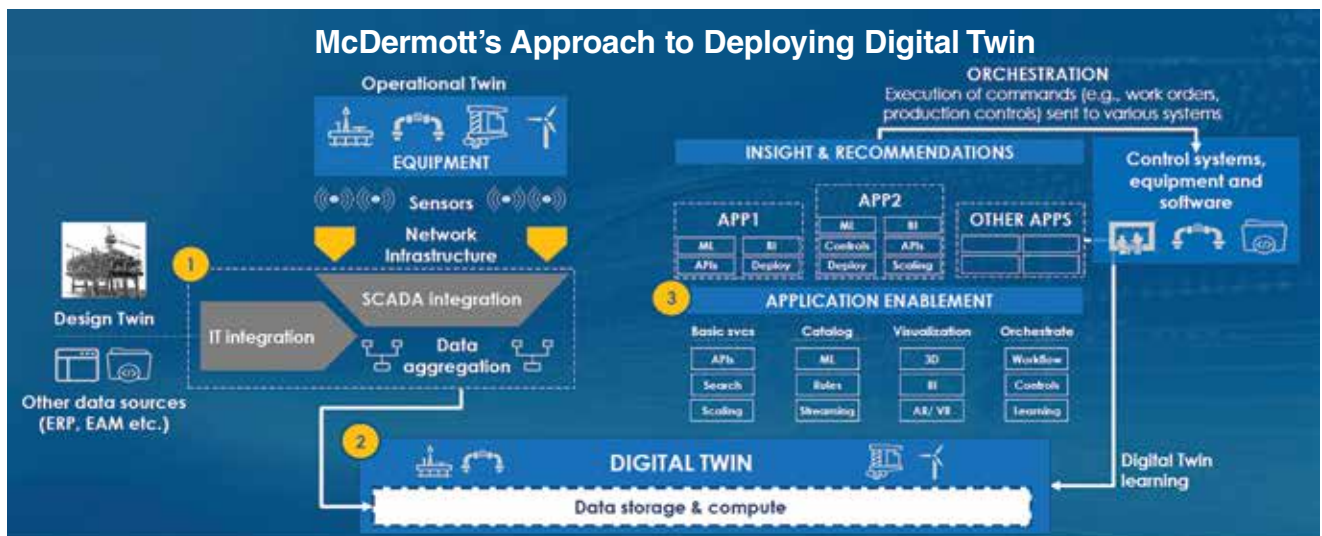 McDermott's Approach to Deploying Digital Twin
Operational Twin
EQUIPMENT
Sensors
Network
Infrastructure
1
SCADA integration
IT integration
Data
aggregation
Design Twin
Other data sources
(ERP, EAM etc.)
ORCHESTRATION
Execution of commands (e.g., work orders,
production controls) sent to various systems
INSIGHT & RECOMMENDATIONS
Control systems,
equipment and
software
APP1
ML
BI
APIs
Deploy
APP2
ML
BI
Controls
APIs
Deploy
Scaling
OTHER APPS
3
APPLICATION ENABLEMENT
Basic svcs
APIs
Search
Scaling
Catalog
ML
Rules
Streaming
Visualization
3D
BI
AR/ VR
Orchestrate
Workflow
Controls
Learning
2
DIGITAL TWIN
Data storage & compute
Digital Twin
learning